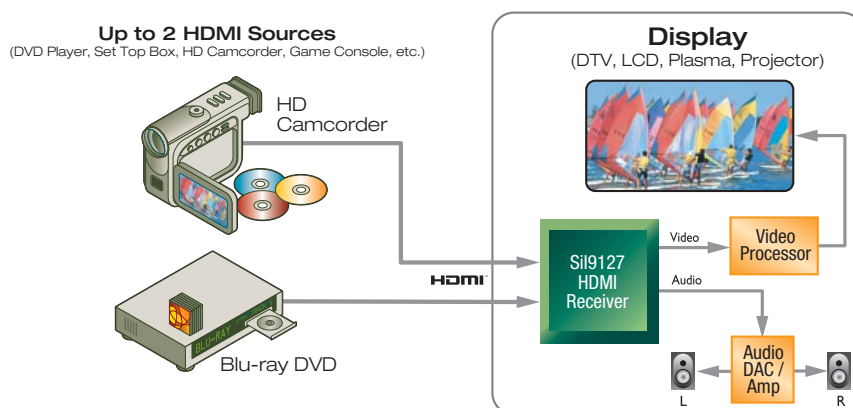 Up to 2 HDMI Sources
(DVD Player, Set Top Box, HD Camcorder, Game Console, etc.)
HD
Camcorder
BLU-RAY
Blu-ray DVD
HDMI
Display
(DTV, LCD, Plasma, Projector)
SiI9127
HDMI
Receiver
Video
Audio
Video
Processor
Audio
DAC /
Amp
L
R